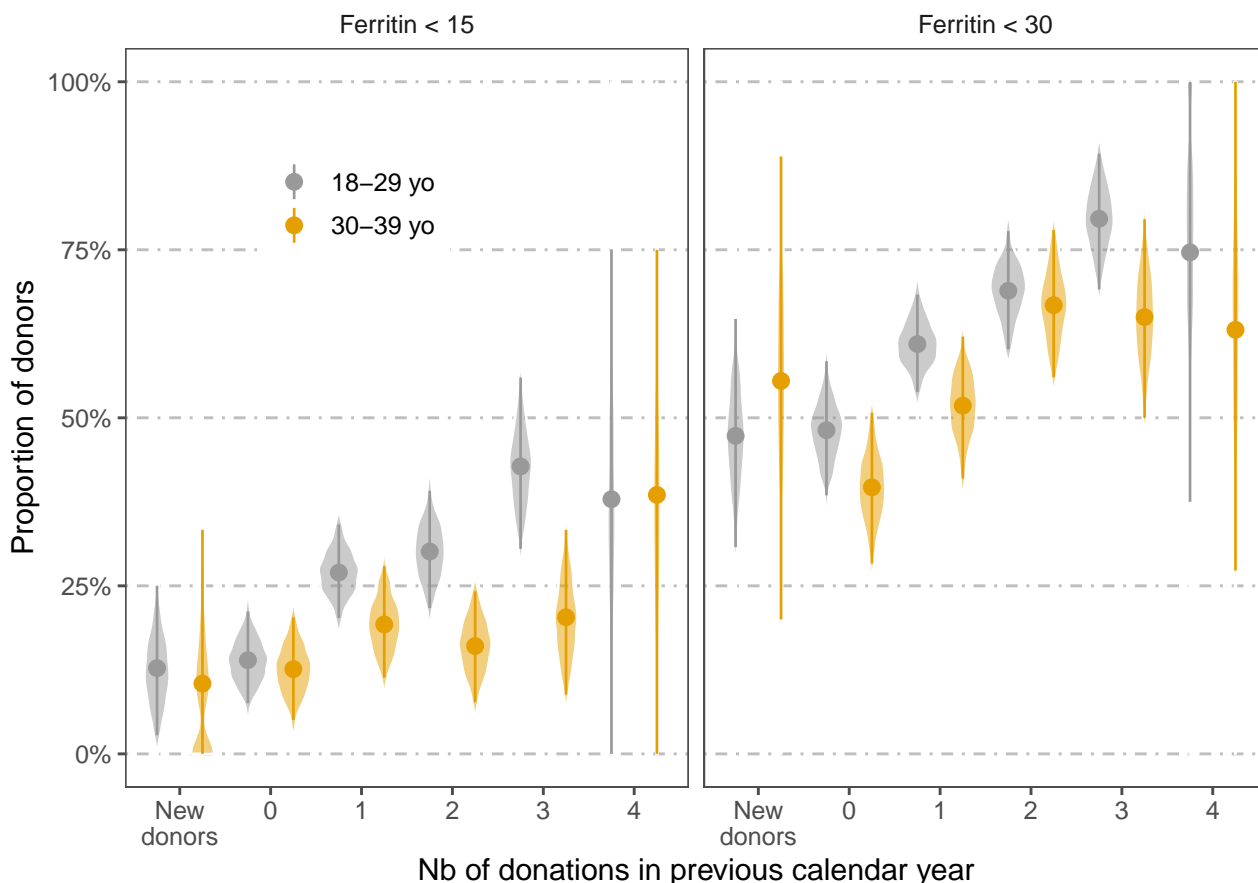 Ferritin < 15
Ferritin < 30
Proportion of donors
100%
75%
50%
25%
0%
18–29 yo
30–39 yo
New donors
0
1
2
3
4
New donors
0
1
2
3
4
Nb of donations in previous calendar year